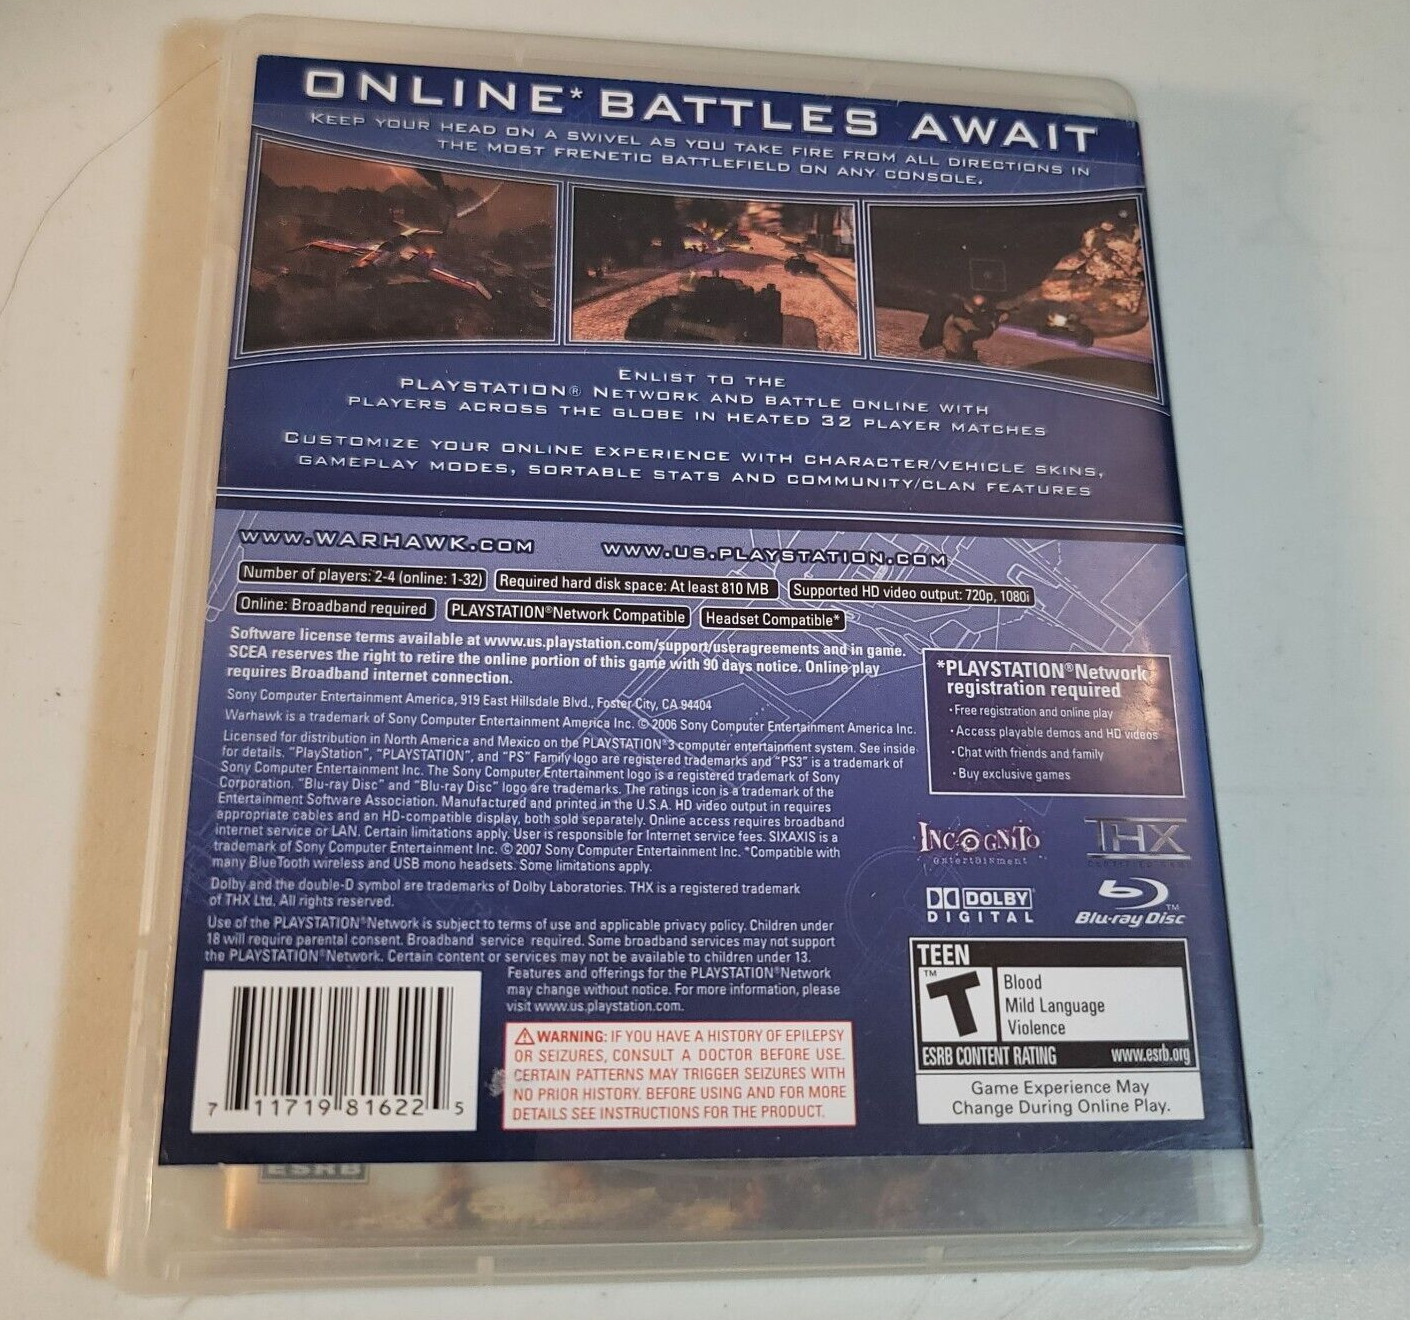 ONLINE* BATTLES AWAIT
KEEP YOUR HEAD ON A SWIVEL AS YOU TAKE FIRE FROM ALL DIRECTIONS IN
THE MOST FRENETIC BATTLEFIELD ON ANY CONSOLE.
ENLIST TO THE
PLAYSTATION® NETWORK AND BATTLE ONLINE WITH
PLAYERS ACROSS THE GLOBE IN HEATED 32 PLAYER MATCHES
CUSTOMIZE YOUR ONLINE EXPERIENCE WITH CHARACTER/VEHICLE SKINS,
GAMEPLAY MODES, SORTABLE STATS AND COMMUNITY/CLAN FEATURES
WWW.WARHAWK.COM WWW.US.PLAYSTATION.COM
Number of players: 2-4 (online: 1-32) Required hard disk space: At least 810 MB Supported HD video output: 720p, 1080i
Online: Broadband required PLAYSTATION®Network Compatible Headset Compatible*
Software license terms available at www.us.playstation.com/support/useragreements and in game.
SCEA reserves the right to retire the online portion of this game with 90 days notice. Online play
requires Broadband internet connection.
Sony Computer Entertainment America, 919 East Hillsdale Blvd., Foster City, CA 94404
Warhawk is a trademark of Sony Computer Entertainment America Inc. © 2006 Sony Computer Entertainment America Inc.
Licensed for distribution in North America and Mexico on the PLAYSTATION®3 computer entertainment system. See inside
for details. "PlayStation", "PLAYSTATION", and "PS" Family logo are registered trademarks and "PS3" is a trademark of
Sony Computer Entertainment Inc. The Sony Computer Entertainment logo is a registered trademark of Sony
Corporation. "Blu-ray Disc" and "Blu-ray Disc" logo are trademarks. The ratings icon is a trademark of the
Entertainment Software Association. Manufactured and printed in the U.S.A. HD video output in requires
appropriate cables and an HD-compatible display, both sold separately. Online access requires broadband
internet service or LAN. Certain limitations apply. User is responsible for Internet service fees. SIXAXIS is a
trademark of Sony Computer Entertainment Inc. © 2007 Sony Computer Entertainment Inc. *Compatible with
many BlueTooth wireless and USB mono headsets. Some limitations apply.
Dolby and the double-D symbol are trademarks of Dolby Laboratories. THX is a registered trademark
of THX Ltd. All rights reserved.
Use of the PLAYSTATION®Network is subject to terms of use and applicable privacy policy. Children under
18 will require parental consent. Broadband service required. Some broadband services may not support
the PLAYSTATION®Network. Certain content or services may not be available to children under 13.
Features and offerings for the PLAYSTATION®Network
may change without notice. For more information, please
visit www.us.playstation.com.
*PLAYSTATION®Network
registration required
• Free registration and online play
• Access playable demos and HD videos
• Chat with friends and family
• Buy exclusive games
INCOGNITO
Entertainment
THX
DOLBY
DIGITAL
Blu-ray Disc™
7 11719 81622 5
WARNING: IF YOU HAVE A HISTORY OF EPILEPSY
OR SEIZURES, CONSULT A DOCTOR BEFORE USE.
CERTAIN PATTERNS MAY TRIGGER SEIZURES WITH
NO PRIOR HISTORY. BEFORE USING AND FOR MORE
DETAILS SEE INSTRUCTIONS FOR THE PRODUCT.
TEEN
T™
Blood
Mild Language
Violence
ESRB CONTENT RATING www.esrb.org
Game Experience May
Change During Online Play.
ESRB